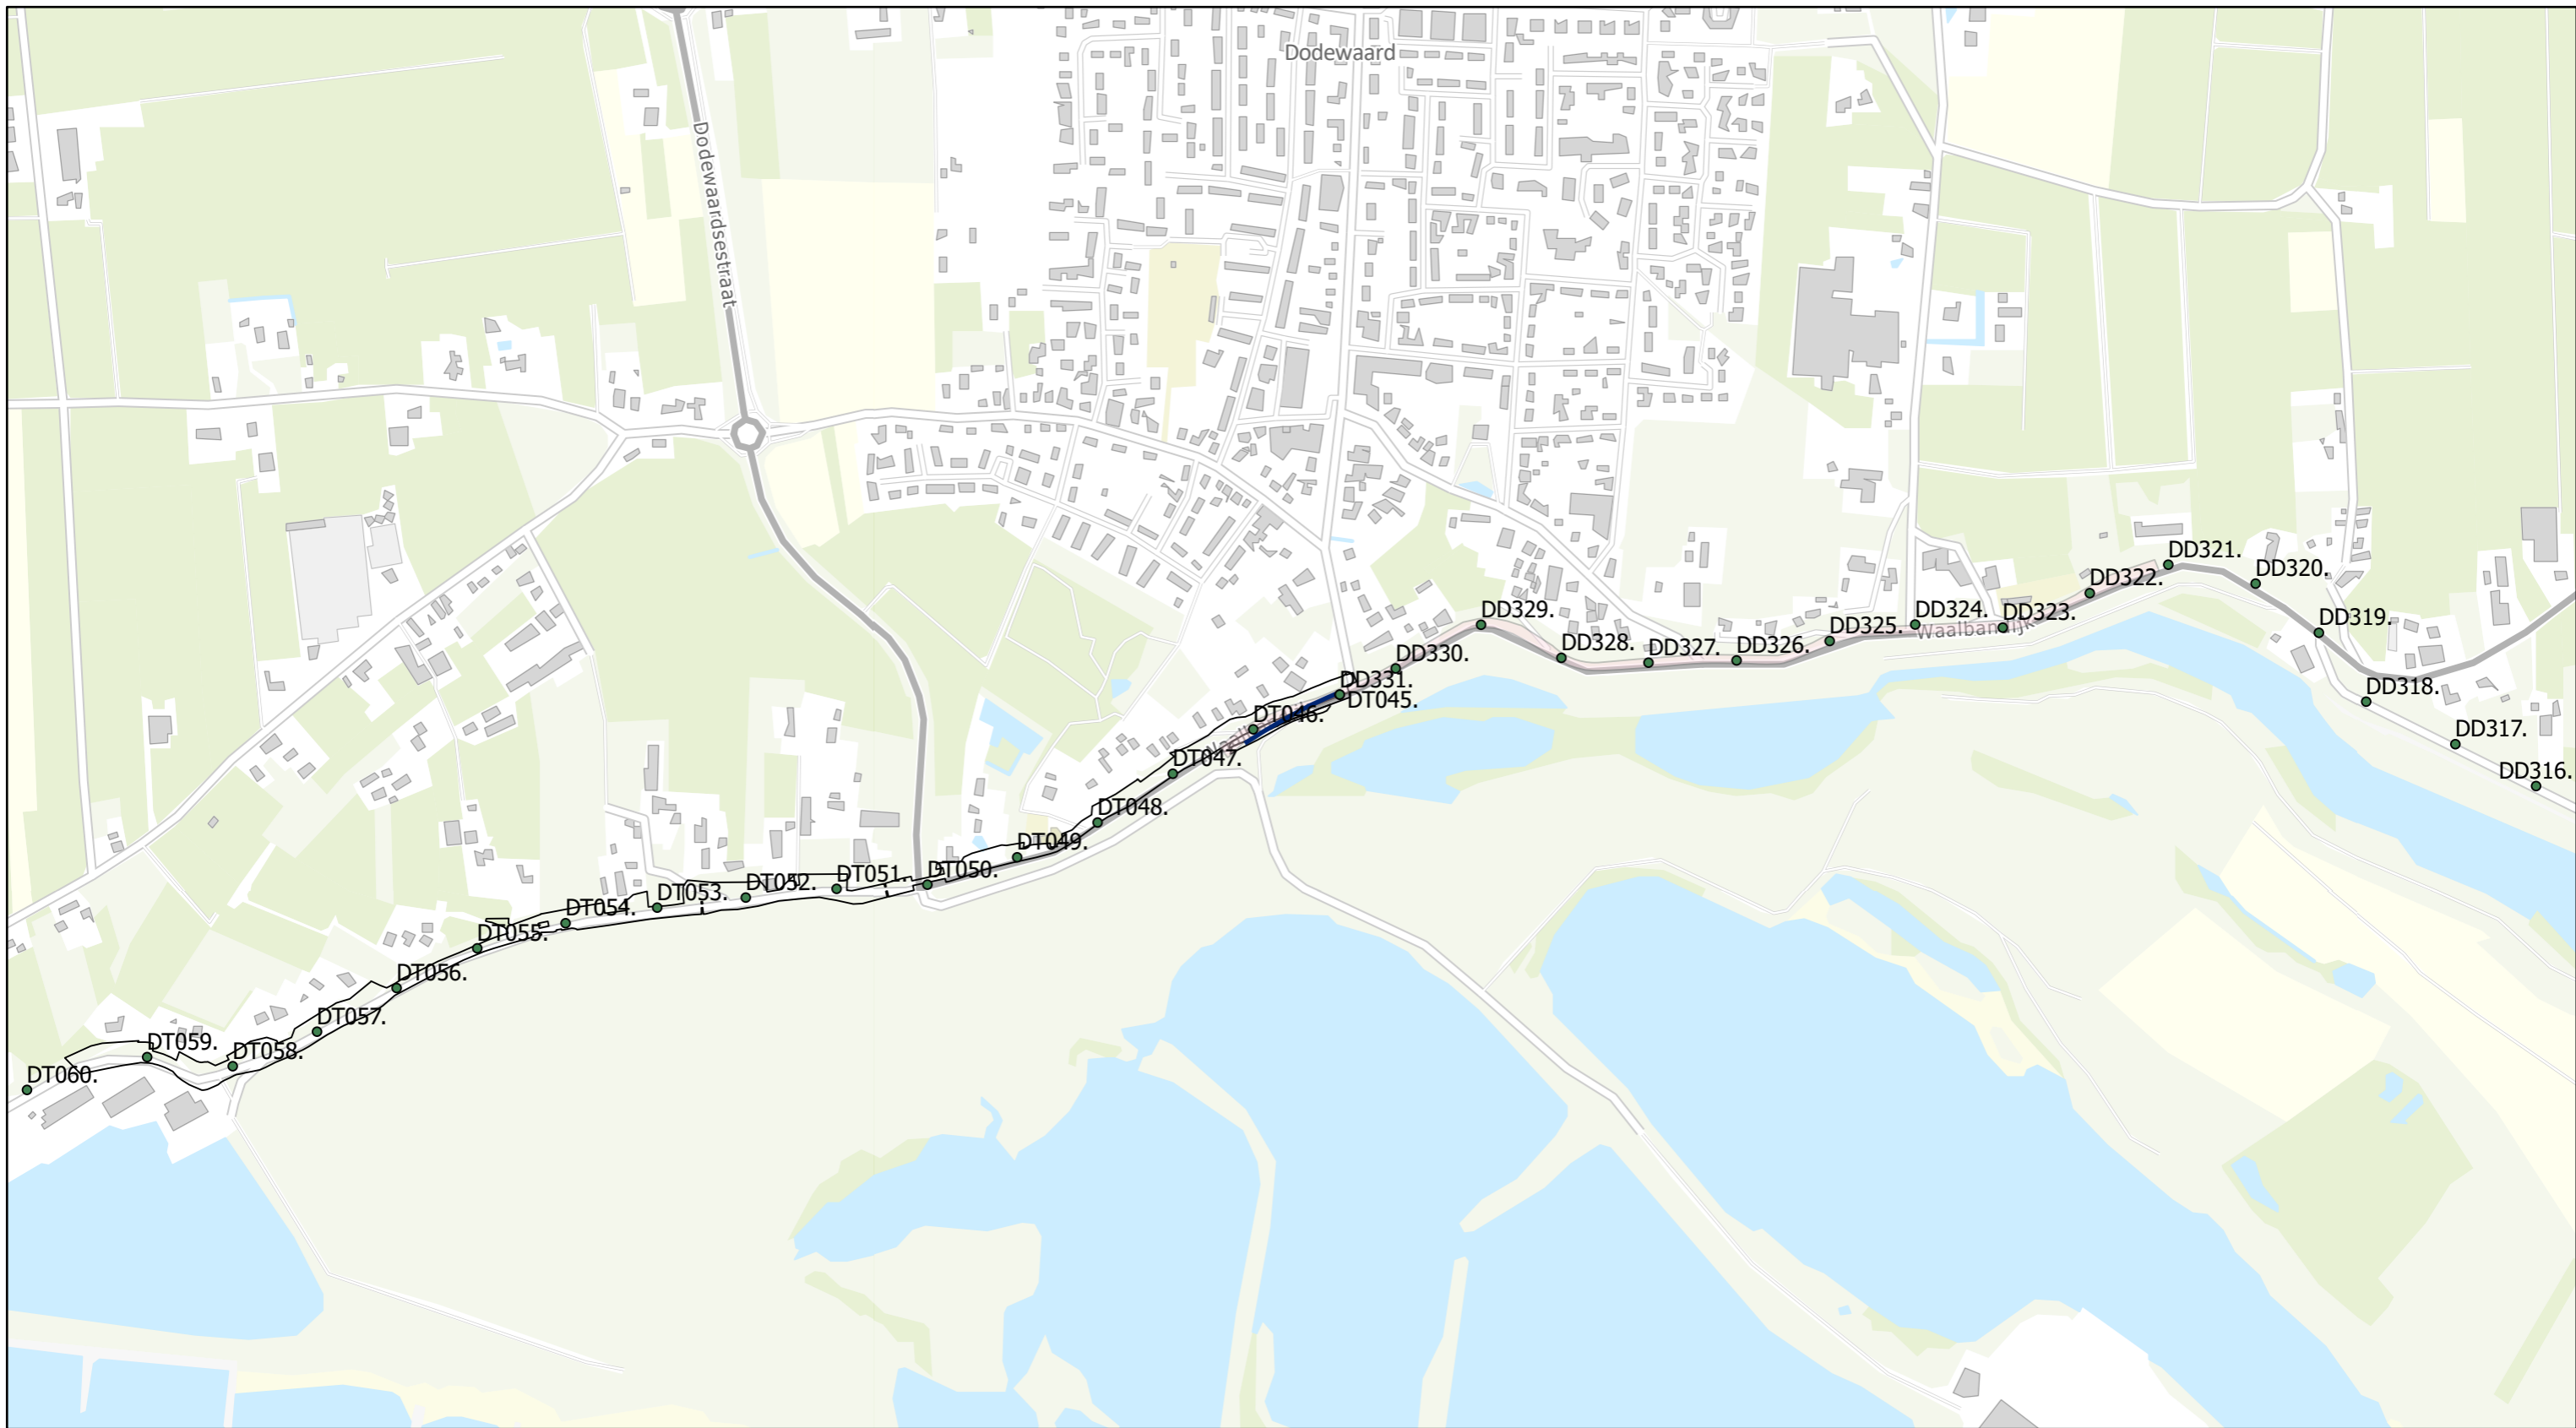 Dodewaard
Dodewaardsestraat
DD321.
DD320.
DD322.
DD329.
DD324.
DD323.
Waalbandijk
DD325.
DD319.
DD328.
DD327.
DD326.
DD330.
DD331.
DT045.
DD318.
DT046.
DD317.
DT047.
DD316.
DT048.
DT049.
DT050.
DT051.
DT052.
DT053.
DT054.
DT055.
DT056.
DT057.
DT059.
DT058.
DT060.